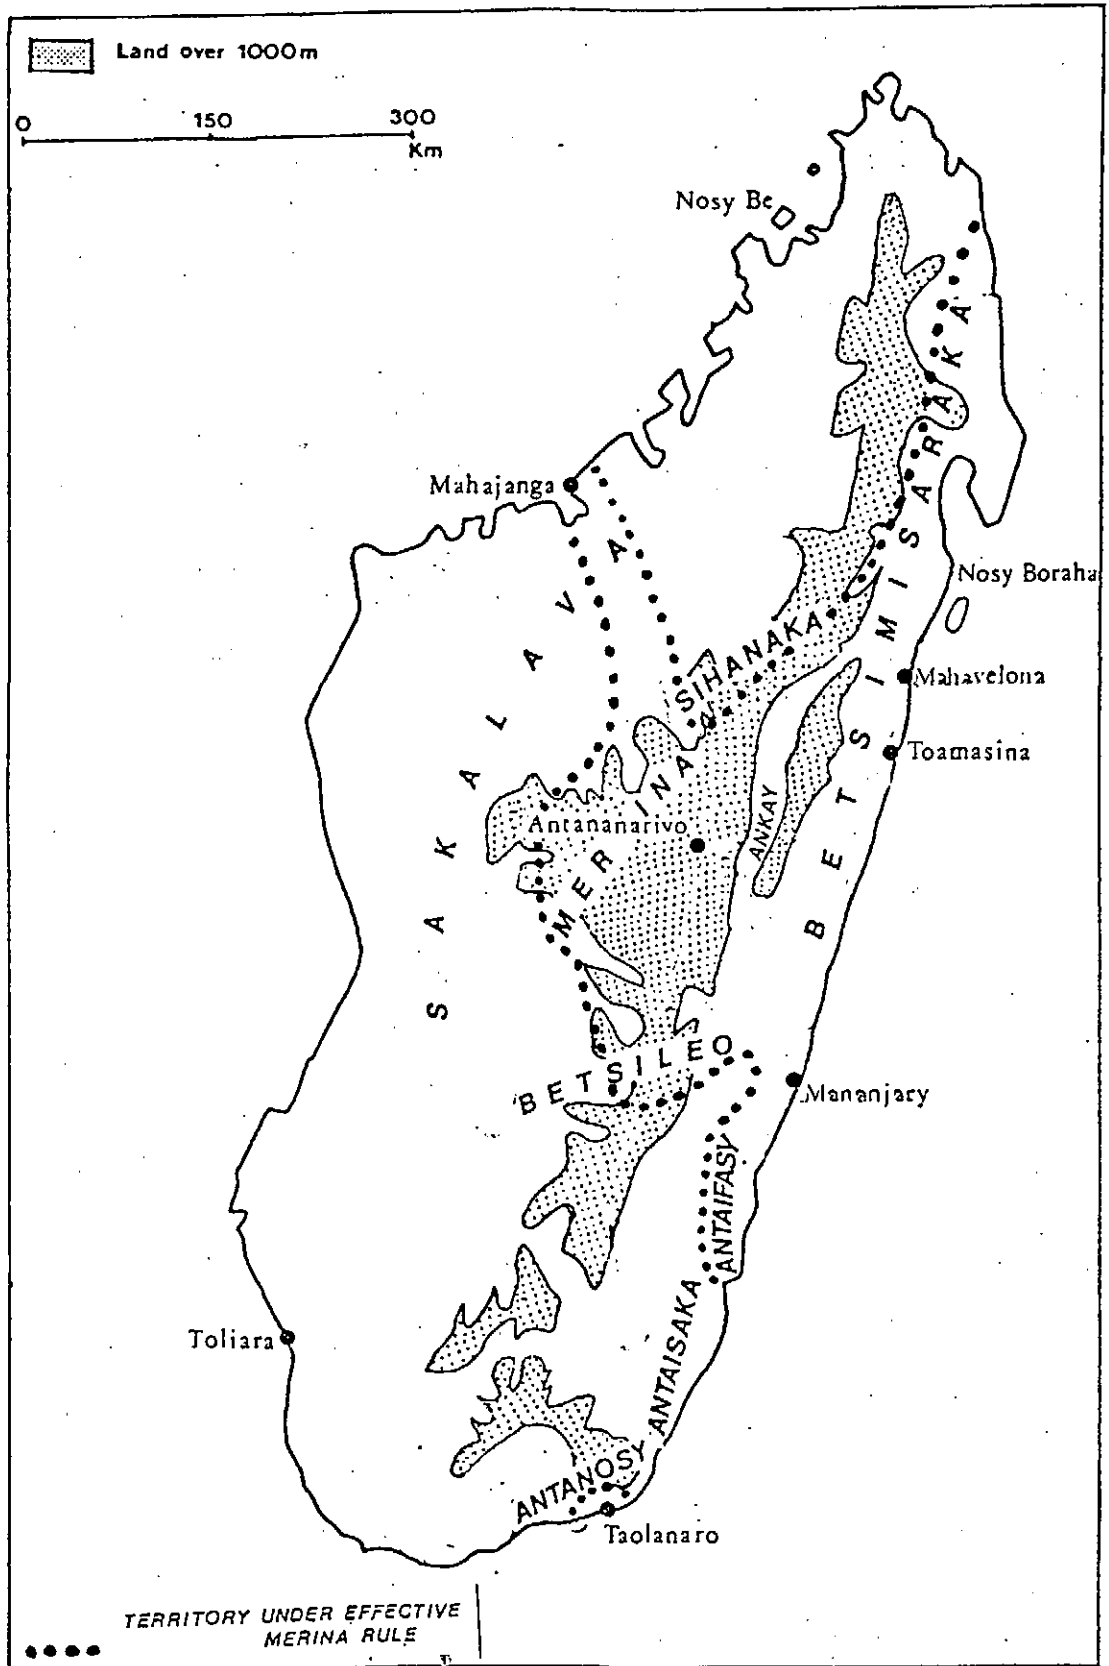 Land over 1000m
0 150 300
Km
Nosy Be
Mahajanga
Nosy Boraha
SAKALAVA
SIHANAKA
BETSIMISARAKA
Mahavelona
Toamasina
MERINA
Antananarivo
ANKAY
BETSILEO
Mananjary
ANTAIFASY
ANTAISAKA
Toliara
ANTANOSY
Taolanaro
TERRITORY UNDER EFFECTIVE
MERINA RULE